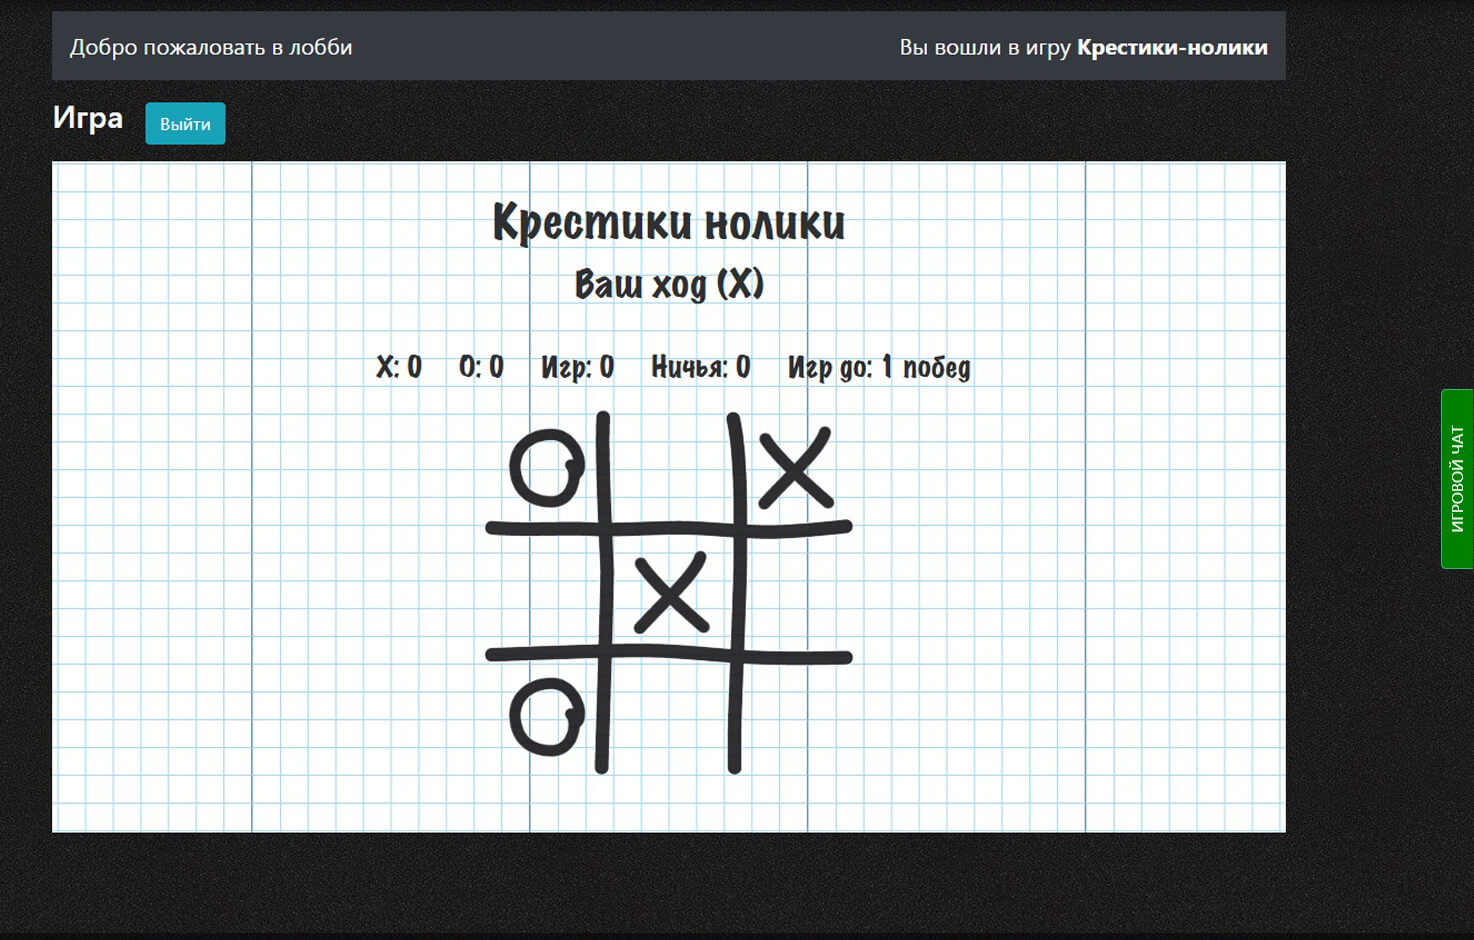 Добро пожаловать в лобби
Вы вошли в игру Крестики-нолики
Игра
Выйти
Крестики нолики
Ваш ход (X)
X: 0 O: 0 Игр: 0 Ничья: 0 Игр до: 1 побед
O X
X
O
ИГРОВОЙ ЧАТ